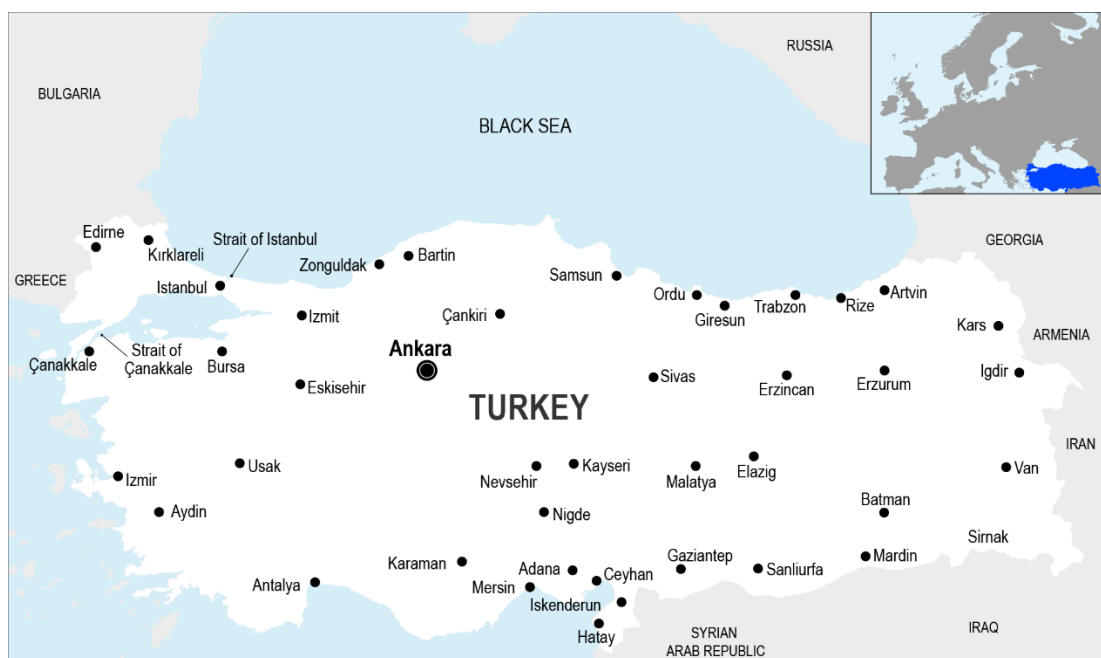 RUSSIA
BULGARIA
BLACK SEA
Edirne
Kırklareli
Strait of Istanbul
GEORGIA
GREECE
Istanbul
Zonguldak
Bartin
Samsun
Ordu
Giresun
Trabzon
Rize
Artvin
Izmit
Çankiri
Kars
ARMENIA
Çanakkale
Strait of
Çanakkale
Bursa
Ankara
Eskisehir
Sivas
Erzincan
Erzurum
Igdir
TURKEY
IRAN
Izmir
Usak
Nevsehir
Kayseri
Malatya
Elazig
Van
Aydin
Nigde
Batman
Sirnak
Antalya
Karaman
Mersin
Adana
Ceyhan
Gaziantep
Sanliurfa
Mardin
Iskenderun
Hatay
SYRIAN
ARAB REPUBLIC
IRAQ